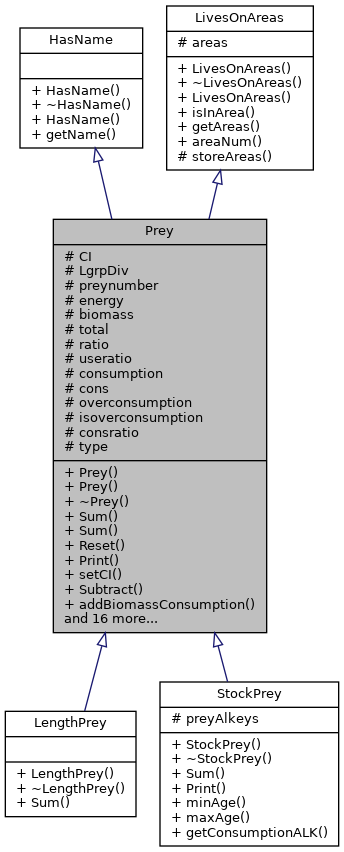 HasName
+ HasName()
+ ~HasName()
+ HasName()
+ getName()
LivesOnAreas
# areas
+ LivesOnAreas()
+ ~LivesOnAreas()
+ LivesOnAreas()
+ isInArea()
+ getAreas()
+ areaNum()
# storeAreas()
Prey
# CI
# LgrpDiv
# preynumber
# energy
# biomass
# total
# ratio
# useratio
# consumption
# cons
# overconsumption
# isoverconsumption
# consratio
# type
+ Prey()
+ Prey()
+ ~Prey()
+ Sum()
+ Sum()
+ Reset()
+ Print()
+ setCI()
+ Subtract()
+ addBiomassConsumption()
and 16 more...
LengthPrey
+ LengthPrey()
+ ~LengthPrey()
+ Sum()
StockPrey
# preyAlkeys
+ StockPrey()
+ ~StockPrey()
+ Sum()
+ Print()
+ minAge()
+ maxAge()
+ getConsumptionALK()